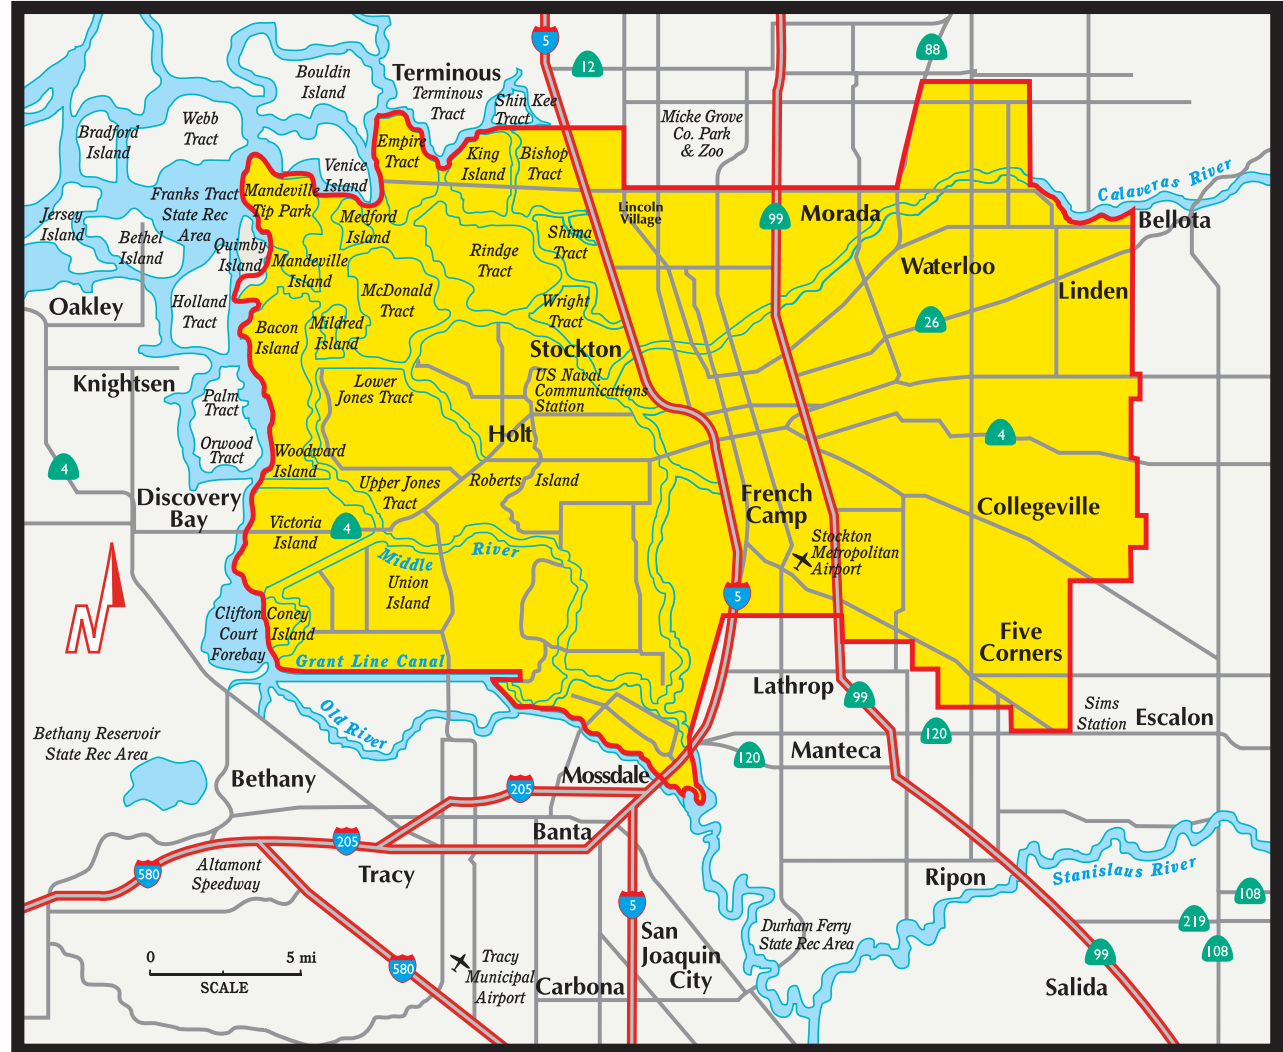 5
12
88
Bouldin
Island
Terminous
Terminous
Tract
Shin Kee
Tract
Micke Grove
Co. Park
& Zoo
Webb
Tract
Bradford
Island
Empire
Tract
King
Island
Bishop
Tract
Venice
Island
Franks Tract
State Rec
Area
Mandeville
Tip Park
Medford
Island
Lincoln
Village
99
Morada
Calaveras River
Bellota
Jersey
Island
Bethel
Island
Quimby
Island
Mandeville
Island
Rindge
Tract
Shima
Tract
Waterloo
Linden
Oakley
Holland
Tract
McDonald
Tract
Wright
Tract
Bacon
Island
Mildred
Island
26
Stockton
US Naval
Communications
Station
Knightsen
Lower
Jones Tract
Palm
Tract
Orwood
Tract
Holt
4
4
Woodward
Island
Upper Jones
Tract
Roberts Island
Discovery
Bay
French
Camp
Collegeville
Victoria
Island
4
Middle River
Stockton
Metropolitan
Airport
Union
Island
5
N
Clifton
Court
Forebay
Coney
Island
Five
Corners
Grant Line Canal
Lathrop
99
Sims
Station
Escalon
Old River
120
120
Manteca
Bethany Reservoir
State Rec Area
Bethany
Mossdale
205
Banta
205
580
Altamont
Speedway
Tracy
Ripon
Stanislaus River
108
219
108
5
San
Joaquin
City
Durham Ferry
State Rec Area
99
0 5 mi
SCALE
580
Tracy
Municipal
Airport
Carbona
Salida